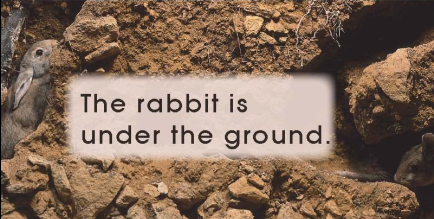 The rabbit is
under the ground.